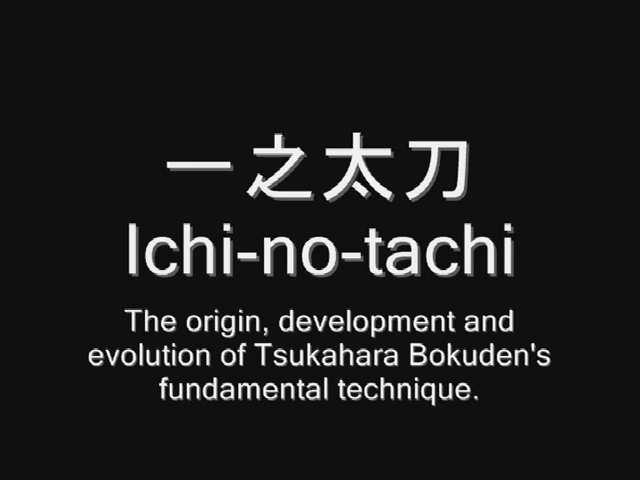 一之太刀
Ichi-no-tachi
The origin, development and
evolution of Tsukahara Bokuden's
fundamental technique.